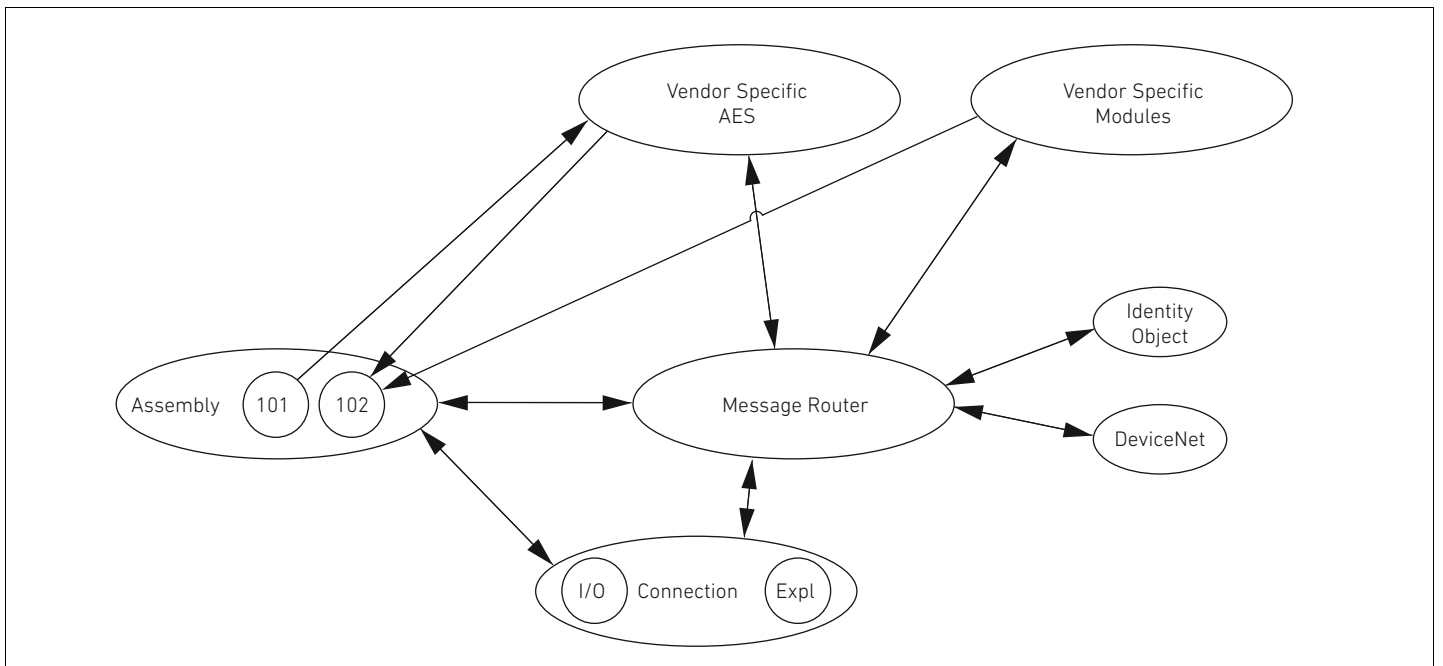 Vendor Specific
AES
Vendor Specific
Modules
Identity
Object
Assembly
101
102
Message Router
DeviceNet
I/O
Connection
Expl